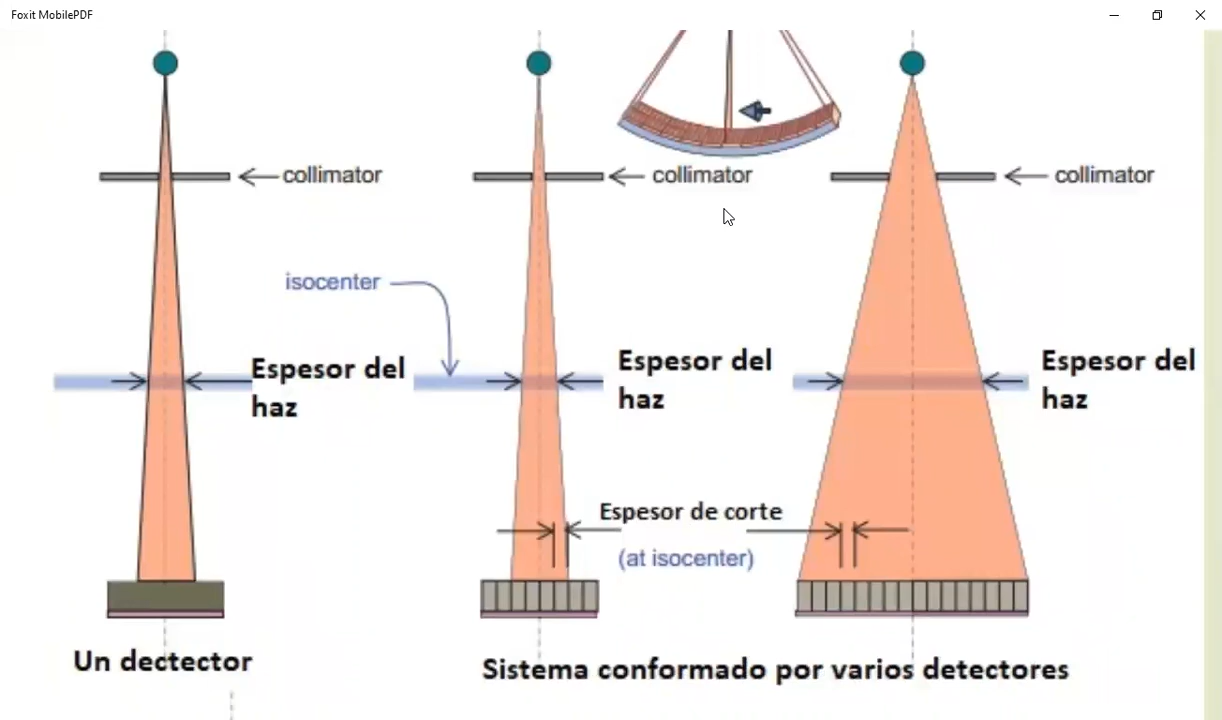 Foxit MobilePDF
collimator
collimator
collimator
isocenter
Espesor del
haz
Espesor del
haz
Espesor del
haz
Espesor de corte
(at isocenter)
Un dectector
Sistema conformado por varios detectores